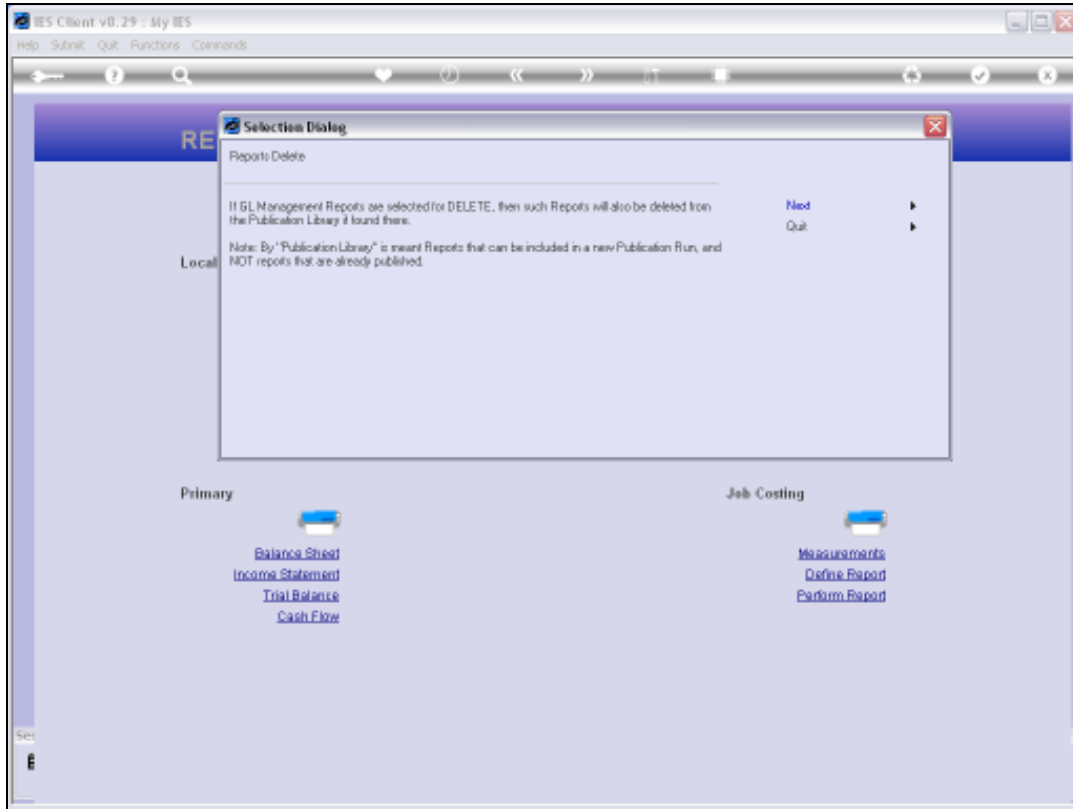 IES Client v8.29 : My IES
Help Submit Quit Functions Commands
RE
Selection Dialog
Reports Delete
If GL Management Reports are selected for DELETE, then such Reports will also be deleted from
the Publication Library if found there.
Note: By "Publication Library" is meant Reports that can be included in a new Publication Run, and
NOT reports that are already published.
Next
Quit
Local
Primary
Job Costing
Balance Sheet
Income Statement
Trial Balance
Cash Flow
Measurements
Define Report
Perform Report
Ser